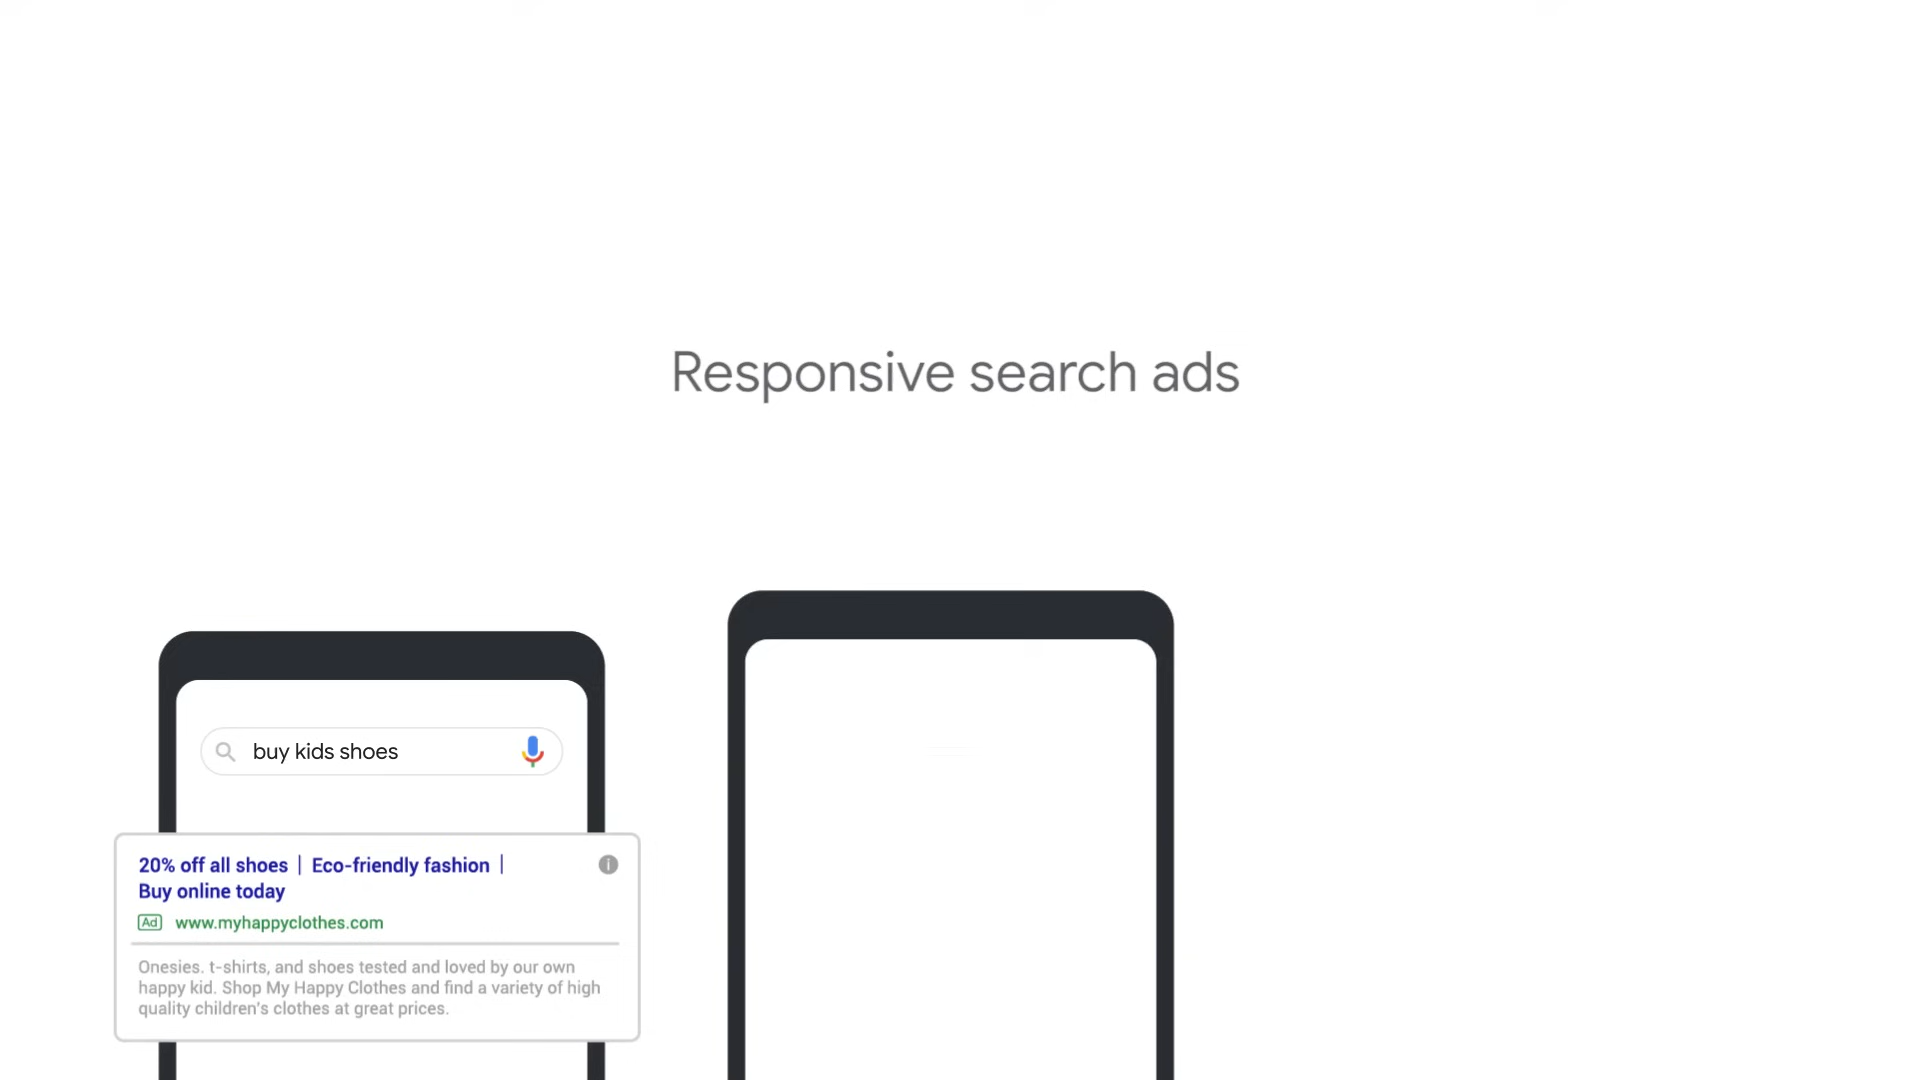 Responsive search ads
buy kids shoes
20% off all shoes | Eco-friendly fashion |
Buy online today
Ad www.myhappyclothes.com
Onesies. t-shirts, and shoes tested and loved by our own
happy kid. Shop My Happy Clothes and find a variety of high
quality children's clothes at great prices.